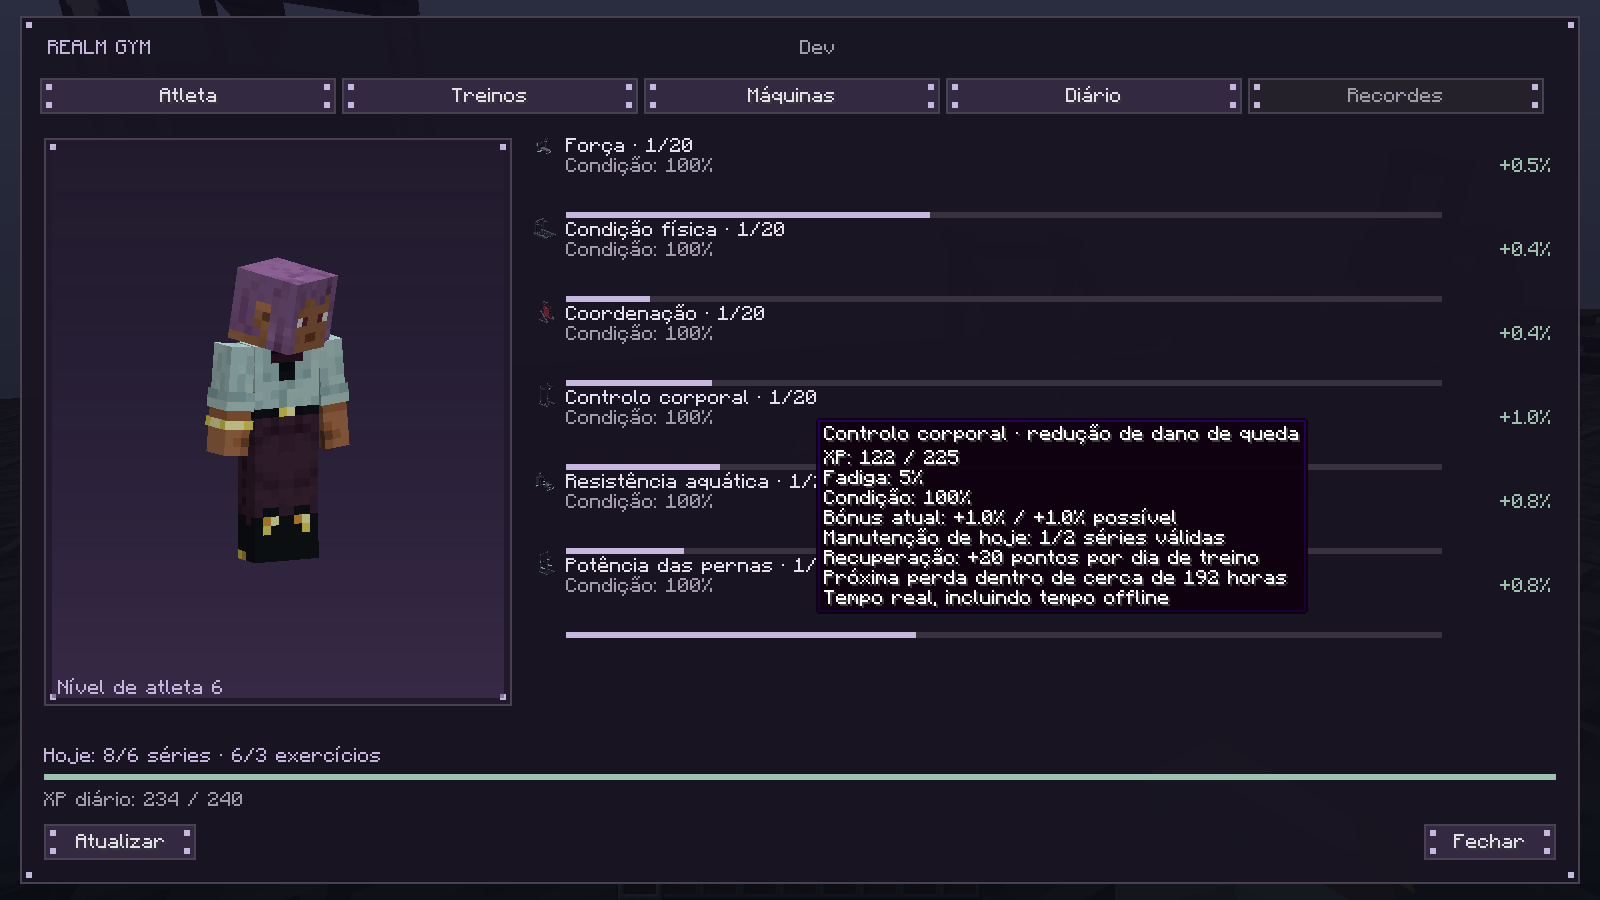 REALM GYM
Dev
Atleta
Treinos
Máquinas
Diário
Recordes
Força · 1/20
Condição: 100%
+0.5%
Condição física · 1/20
Condição: 100%
+0.4%
Coordenação · 1/20
Condição: 100%
+0.4%
Controlo corporal · 1/20
Condição: 100%
+1.0%
Controlo corporal · redução de dano de queda
XP: 122 / 225
Fadiga: 5%
Condição: 100%
Bónus atual: +1.0% / +1.0% possível
Manutenção de hoje: 1/2 séries válidas
Recuperação: +20 pontos por dia de treino
Próxima perda dentro de cerca de 192 horas
Tempo real, incluindo tempo offline
Resistência aquática · 1/
Condição: 100%
+0.8%
Potência das pernas · 1/
Condição: 100%
+0.8%
Nível de atleta 6
Hoje: 8/6 séries · 6/3 exercícios
XP diário: 234 / 240
Atualizar
Fechar